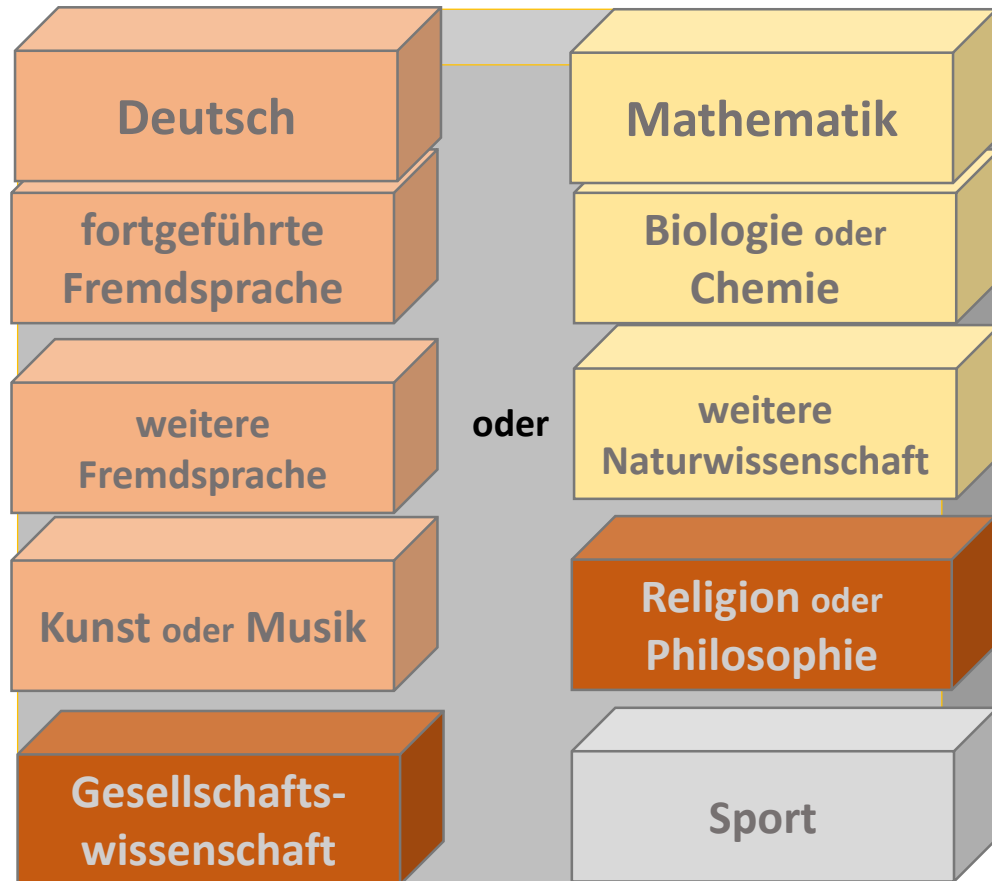 Deutsch
Mathematik
fortgeführte
Fremdsprache
Biologie oder
Chemie
weitere
Fremdsprache
oder
weitere
Naturwissenschaft
Kunst oder Musik
Religion oder
Philosophie
Gesellschafts-
wissenschaft
Sport